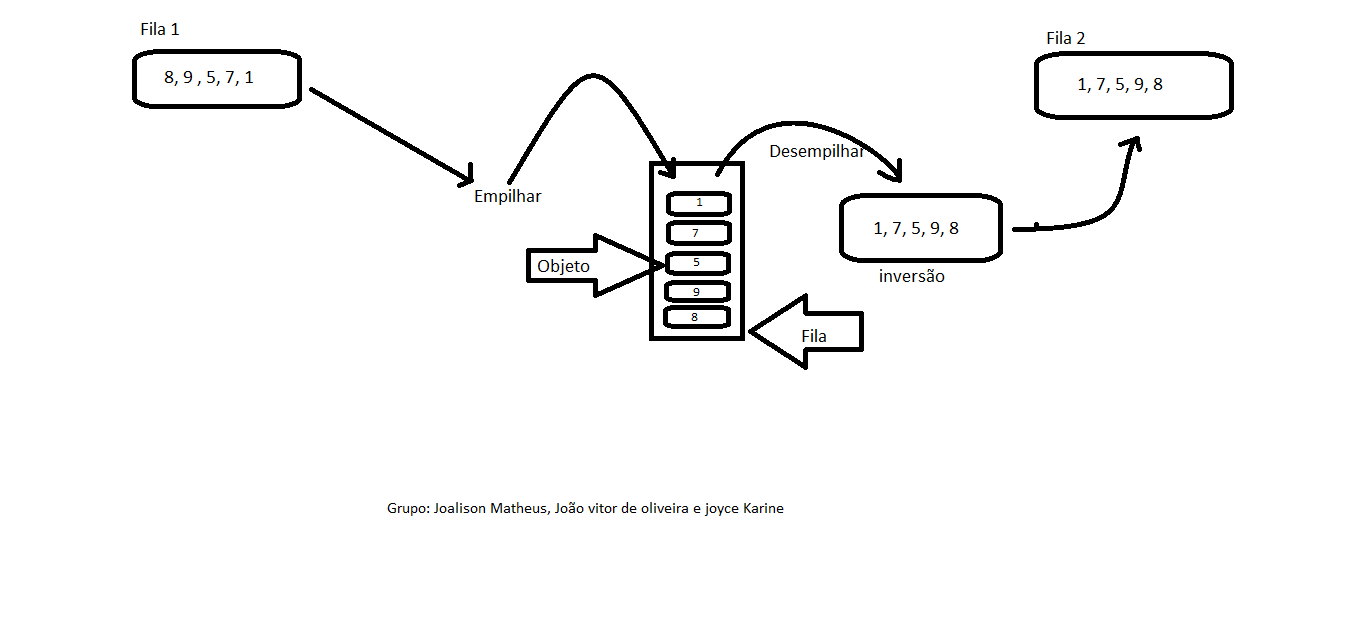 Fila 1
8, 9 , 5, 7, 1
Empilhar
Objeto
1
7
5
9
8
Fila
Desempilhar
1, 7, 5, 9, 8
inversão
Fila 2
1, 7, 5, 9, 8
Grupo: Joalison Matheus, João vitor de oliveira e joyce Karine